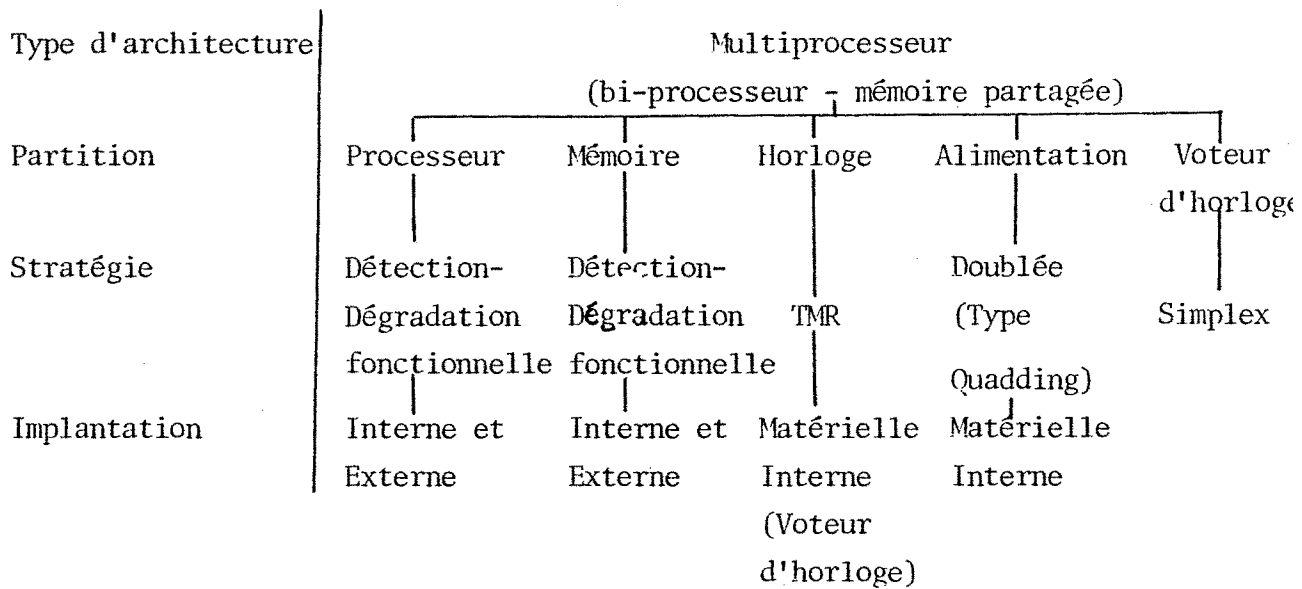 Type d'architecture Multiprocesseur
(bi-processeur - mémoire partagée)
Partition Processeur Mémoire Horloge Alimentation Voteur
d'horloge
Stratégie Détection- Détection- Doublée
Dégradation Dégradation TMR (Type Simplex
fonctionnelle fonctionnelle
Quadding)
Implantation Interne et Interne et Matérielle Matérielle
Externe Externe Interne Interne
(Voteur
d'horloge)